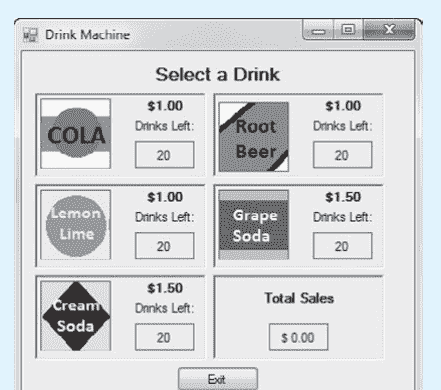 Drink Machine
Select a Drink
COLA
$1.00
Drinks Left:
20
Root
Beer
$1.00
Drinks Left:
20
Lemon
Lime
$1.00
Drinks Left:
20
Grape
Soda
$1.50
Drinks Left:
20
Cream
Soda
$1.50
Drinks Left:
20
Total Sales
$ 0.00
Exit